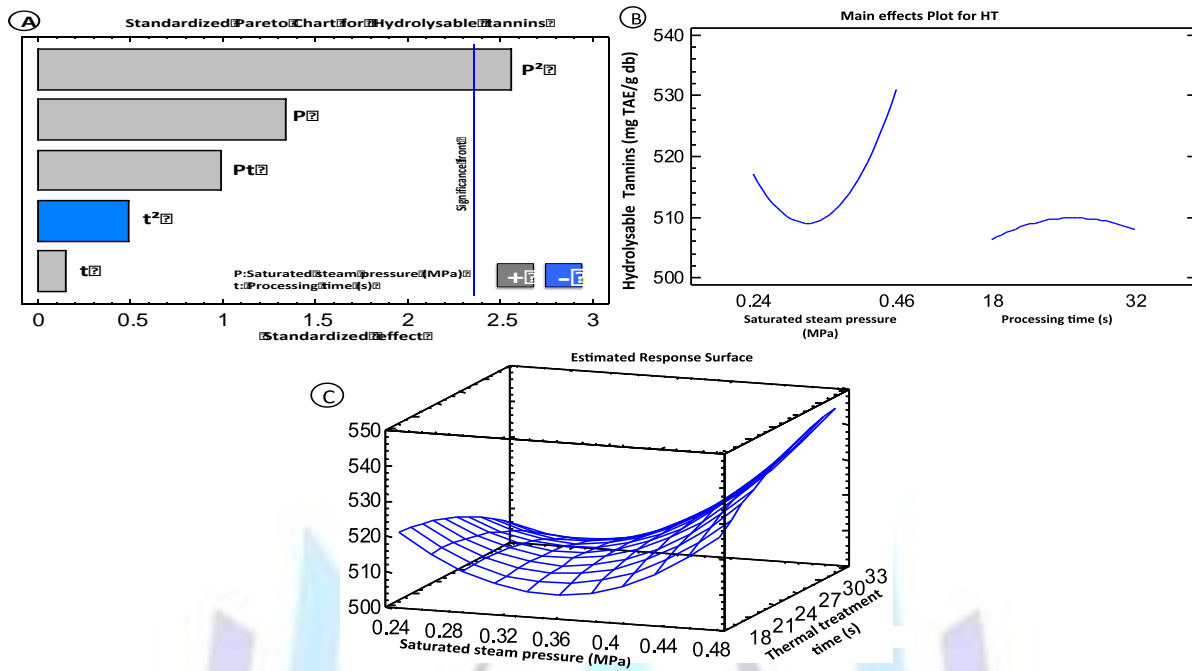 A
Standardized Pareto Chart for Hydrolysable tannins
P²
P
Pt
t²
t
Significance front
P: Saturated steam pressure (MPa)
t: Processing time (s)
+
-
0 0.5 1 1.5 2 2.5 3
Standardized effect
B
Main effects Plot for HT
Hydrolysable Tannins (mg TAE/g db)
540
530
520
510
500
0.24 0.46 18 32
Saturated steam pressure
(MPa)
Processing time (s)
C
Estimated Response Surface
550
540
530
520
510
500
0.24 0.28 0.32 0.36 0.4 0.44 0.48
Saturated steam pressure (MPa)
18 21 24 27 30 33
Thermal treatment
time (s)